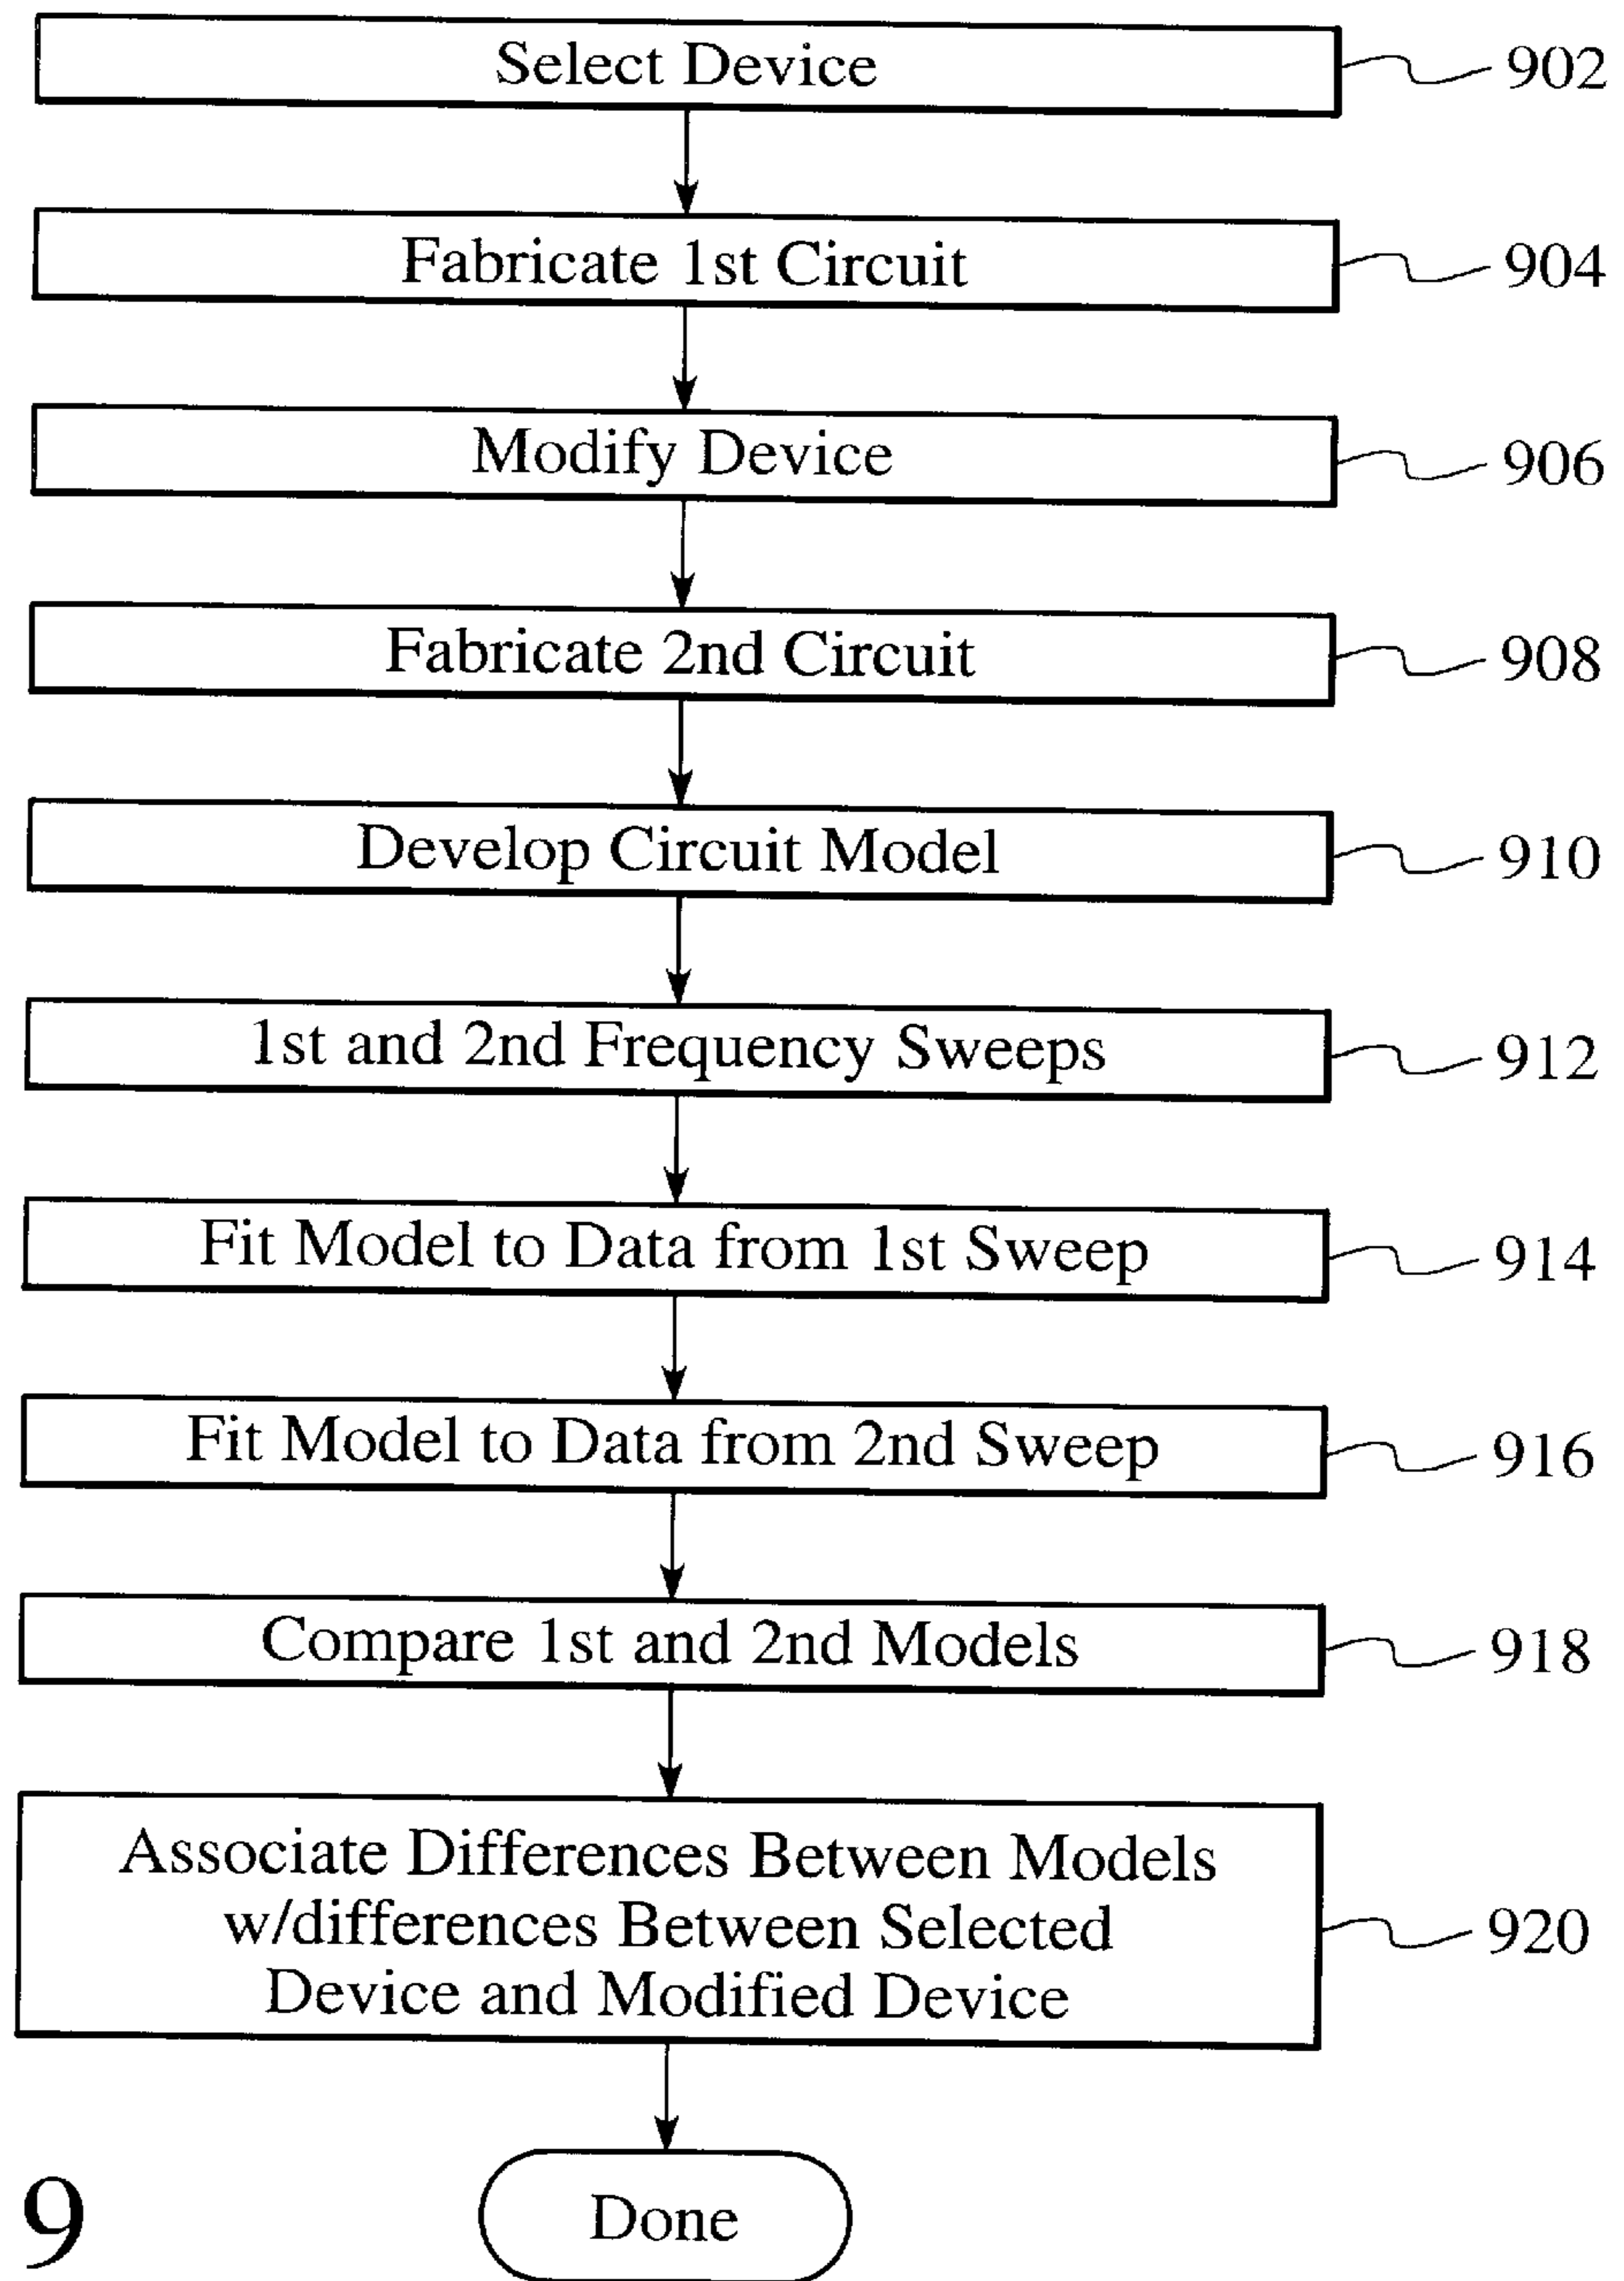 Select Device
902
Fabricate 1st Circuit
904
Modify Device
906
Fabricate 2nd Circuit
908
Develop Circuit Model
910
1st and 2nd Frequency Sweeps
912
Fit Model to Data from 1st Sweep
914
Fit Model to Data from 2nd Sweep
916
Compare 1st and 2nd Models
918
Associate Differences Between Models
w/differences Between Selected
Device and Modified Device
920
Done
9